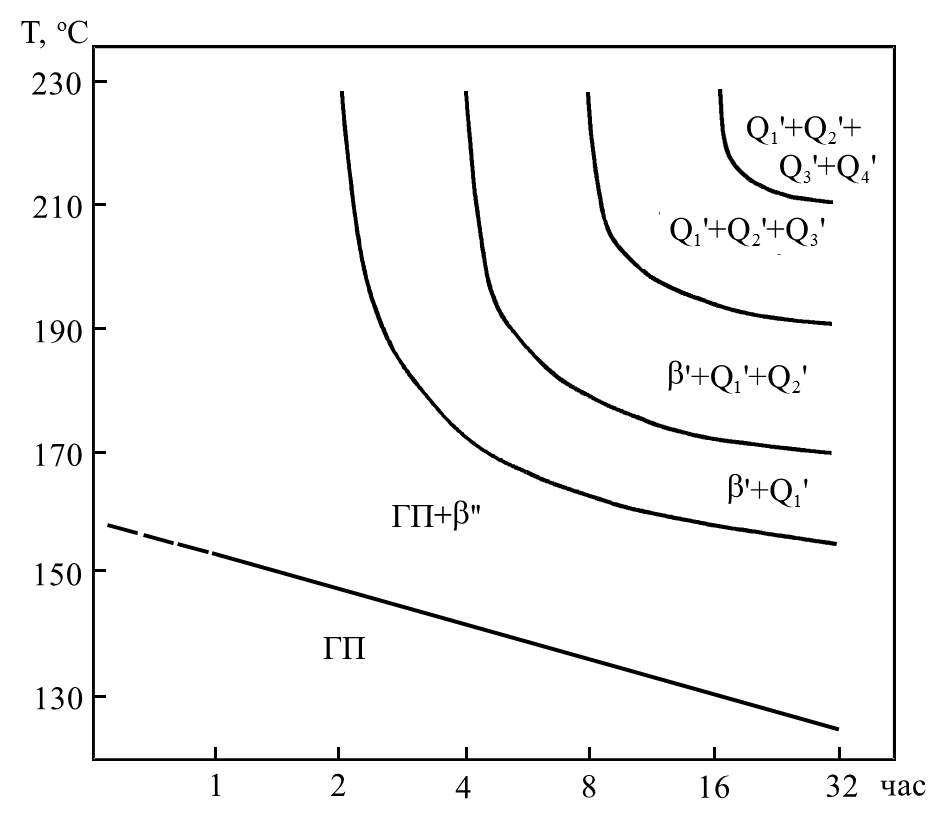 T, °C
230
Q₁'+Q₂'+
Q₃'+Q₄'
210
Q₁'+Q₂'+Q₃'
190
β'+Q₁'+Q₂'
170
β'+Q₁'
ГП+β"
150
ГП
130
1 2 4 8 16 32 час